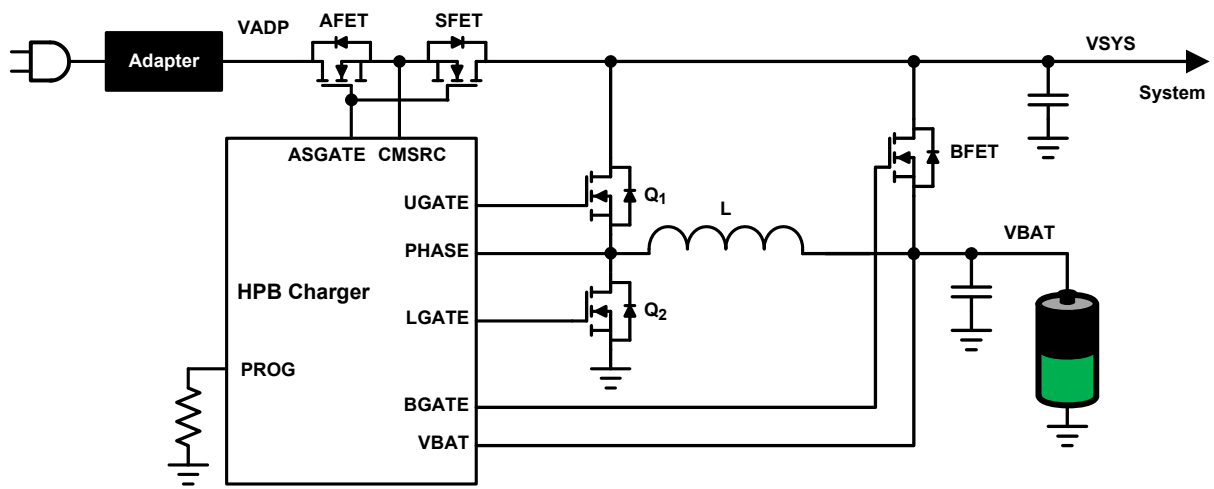 VADP
AFET
SFET
VSYS
Adapter
System
ASGATE CMSRC
BFET
UGATE
Q1
L
PHASE
VBAT
HPB Charger
LGATE
Q2
PROG
BGATE
VBAT